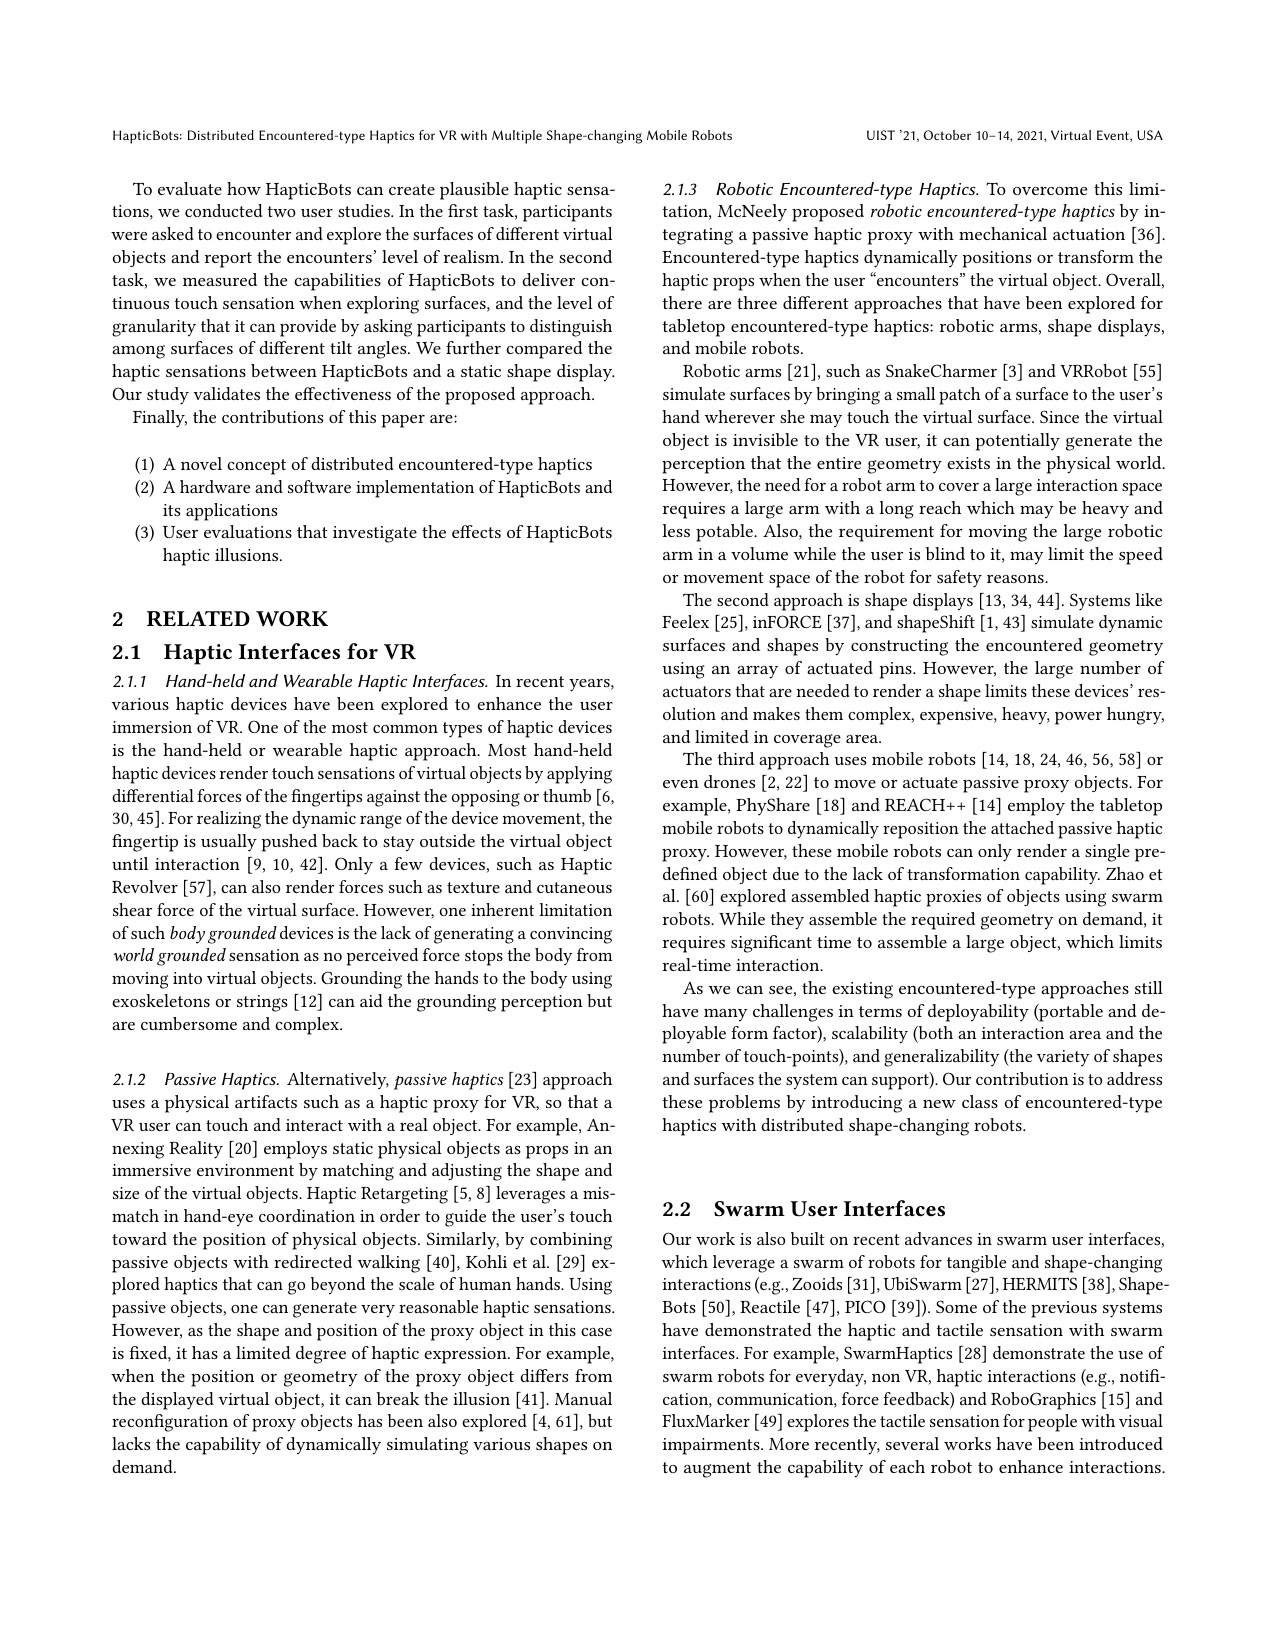 HapticBots: Distributed Encountered-type Haptics for VR with Multiple Shape-changing Mobile Robots
UIST ’21, October 10–14, 2021, Virtual Event, USA
To evaluate how HapticBots can create plausible haptic sensa-
tions, we conducted two user studies. In the first task, participants
were asked to encounter and explore the surfaces of different virtual
objects and report the encounters’ level of realism. In the second
task, we measured the capabilities of HapticBots to deliver con-
tinuous touch sensation when exploring surfaces, and the level of
granularity that it can provide by asking participants to distinguish
among surfaces of different tilt angles. We further compared the
haptic sensations between HapticBots and a static shape display.
Our study validates the effectiveness of the proposed approach.
Finally, the contributions of this paper are:
(1) A novel concept of distributed encountered-type haptics
(2) A hardware and software implementation of HapticBots and
its applications
(3) User evaluations that investigate the effects of HapticBots
haptic illusions.
2 RELATED WORK
2.1 Haptic Interfaces for VR
2.1.1 Hand-held and Wearable Haptic Interfaces. In recent years,
various haptic devices have been explored to enhance the user
immersion of VR. One of the most common types of haptic devices
is the hand-held or wearable haptic approach. Most hand-held
haptic devices render touch sensations of virtual objects by applying
differential forces of the fingertips against the opposing or thumb [6,
30, 45]. For realizing the dynamic range of the device movement, the
fingertip is usually pushed back to stay outside the virtual object
until interaction [9, 10, 42]. Only a few devices, such as Haptic
Revolver [57], can also render forces such as texture and cutaneous
shear force of the virtual surface. However, one inherent limitation
of such body grounded devices is the lack of generating a convincing
world grounded sensation as no perceived force stops the body from
moving into virtual objects. Grounding the hands to the body using
exoskeletons or strings [12] can aid the grounding perception but
are cumbersome and complex.
2.1.2 Passive Haptics. Alternatively, passive haptics [23] approach
uses a physical artifacts such as a haptic proxy for VR, so that a
VR user can touch and interact with a real object. For example, An-
nexing Reality [20] employs static physical objects as props in an
immersive environment by matching and adjusting the shape and
size of the virtual objects. Haptic Retargeting [5, 8] leverages a mis-
match in hand-eye coordination in order to guide the user’s touch
toward the position of physical objects. Similarly, by combining
passive objects with redirected walking [40], Kohli et al. [29] ex-
plored haptics that can go beyond the scale of human hands. Using
passive objects, one can generate very reasonable haptic sensations.
However, as the shape and position of the proxy object in this case
is fixed, it has a limited degree of haptic expression. For example,
when the position or geometry of the proxy object differs from
the displayed virtual object, it can break the illusion [41]. Manual
reconfiguration of proxy objects has been also explored [4, 61], but
lacks the capability of dynamically simulating various shapes on
demand.
2.1.3 Robotic Encountered-type Haptics. To overcome this limi-
tation, McNeely proposed robotic encountered-type haptics by in-
tegrating a passive haptic proxy with mechanical actuation [36].
Encountered-type haptics dynamically positions or transform the
haptic props when the user “encounters” the virtual object. Overall,
there are three different approaches that have been explored for
tabletop encountered-type haptics: robotic arms, shape displays,
and mobile robots.
Robotic arms [21], such as SnakeCharmer [3] and VRRobot [55]
simulate surfaces by bringing a small patch of a surface to the user’s
hand wherever she may touch the virtual surface. Since the virtual
object is invisible to the VR user, it can potentially generate the
perception that the entire geometry exists in the physical world.
However, the need for a robot arm to cover a large interaction space
requires a large arm with a long reach which may be heavy and
less potable. Also, the requirement for moving the large robotic
arm in a volume while the user is blind to it, may limit the speed
or movement space of the robot for safety reasons.
The second approach is shape displays [13, 34, 44]. Systems like
Feelex [25], inFORCE [37], and shapeShift [1, 43] simulate dynamic
surfaces and shapes by constructing the encountered geometry
using an array of actuated pins. However, the large number of
actuators that are needed to render a shape limits these devices’ res-
olution and makes them complex, expensive, heavy, power hungry,
and limited in coverage area.
The third approach uses mobile robots [14, 18, 24, 46, 56, 58] or
even drones [2, 22] to move or actuate passive proxy objects. For
example, PhyShare [18] and REACH++ [14] employ the tabletop
mobile robots to dynamically reposition the attached passive haptic
proxy. However, these mobile robots can only render a single pre-
defined object due to the lack of transformation capability. Zhao et
al. [60] explored assembled haptic proxies of objects using swarm
robots. While they assemble the required geometry on demand, it
requires significant time to assemble a large object, which limits
real-time interaction.
As we can see, the existing encountered-type approaches still
have many challenges in terms of deployability (portable and de-
ployable form factor), scalability (both an interaction area and the
number of touch-points), and generalizability (the variety of shapes
and surfaces the system can support). Our contribution is to address
these problems by introducing a new class of encountered-type
haptics with distributed shape-changing robots.
2.2 Swarm User Interfaces
Our work is also built on recent advances in swarm user interfaces,
which leverage a swarm of robots for tangible and shape-changing
interactions (e.g., Zooids [31], UbiSwarm [27], HERMITS [38], Shape-
Bots [50], Reactile [47], PICO [39]). Some of the previous systems
have demonstrated the haptic and tactile sensation with swarm
interfaces. For example, SwarmHaptics [28] demonstrate the use of
swarm robots for everyday, non VR, haptic interactions (e.g., notifi-
cation, communication, force feedback) and RoboGraphics [15] and
FluxMarker [49] explores the tactile sensation for people with visual
impairments. More recently, several works have been introduced
to augment the capability of each robot to enhance interactions.